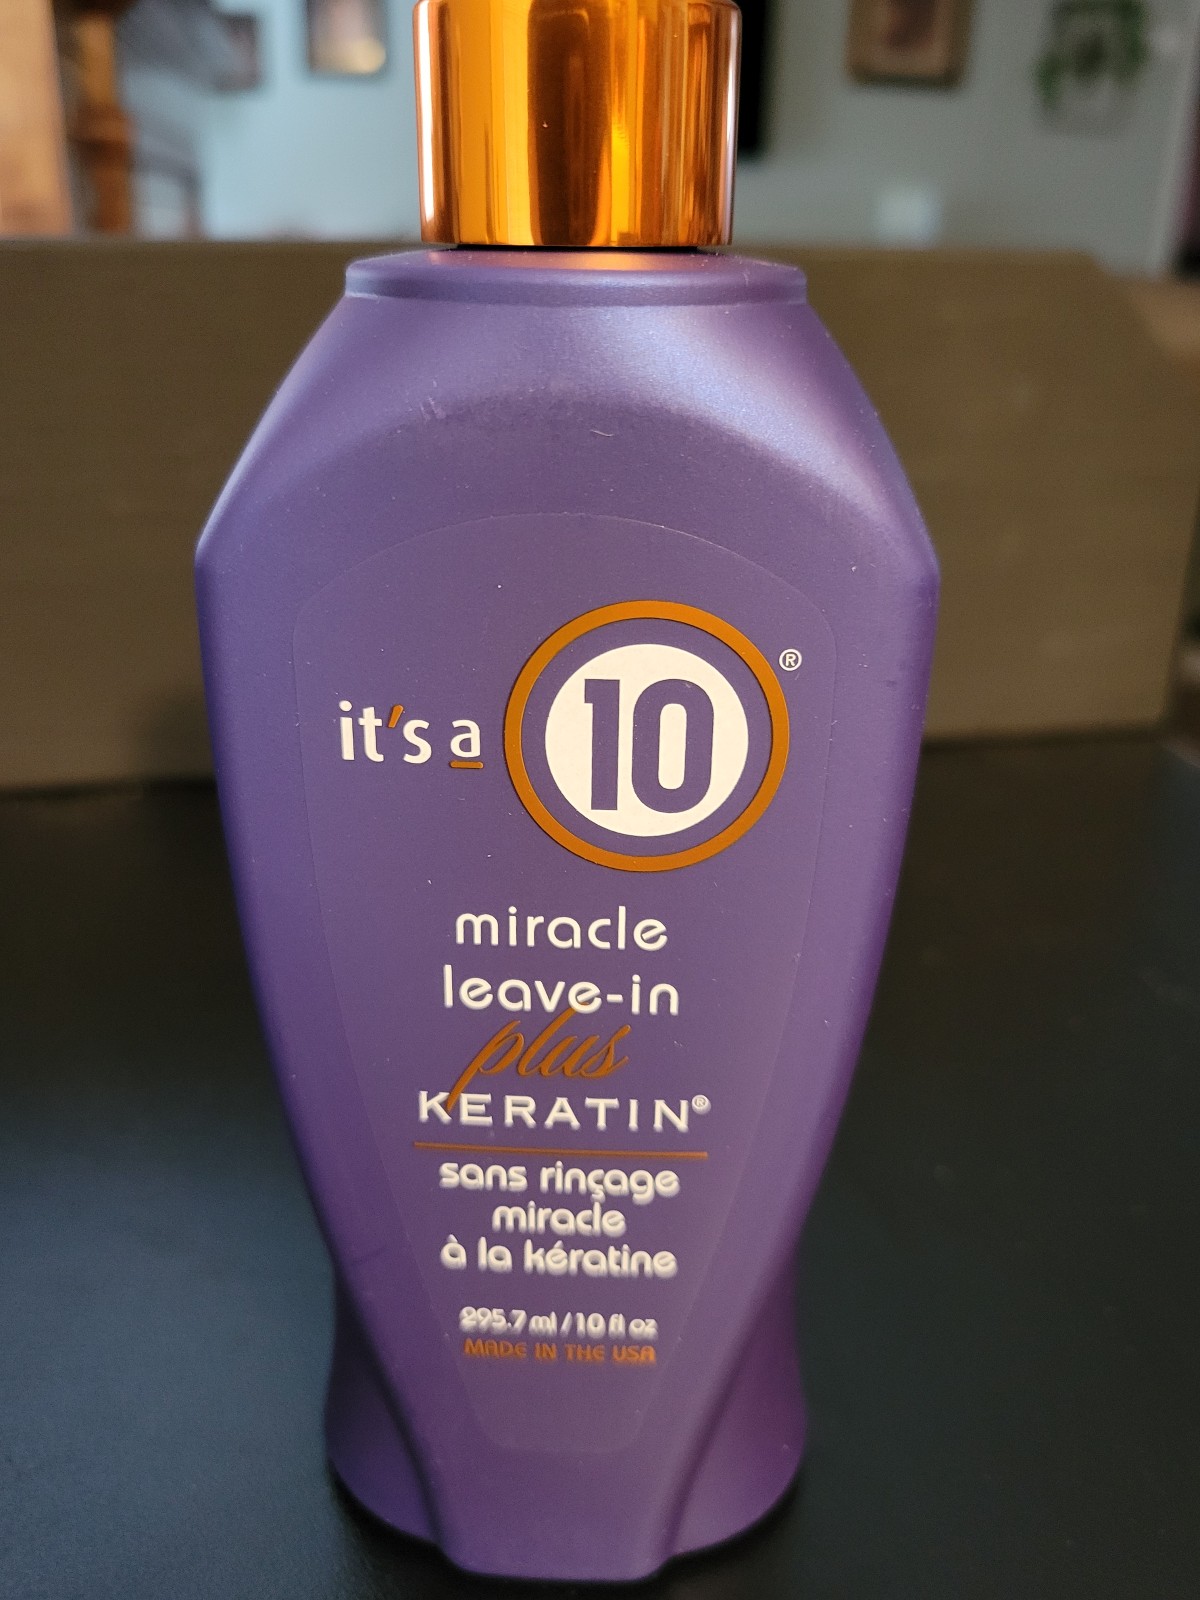 it's a 10®
miracle
leave-in
plus
KERATIN®
sans rinçage
miracle
à la kératine
295.7 ml / 10 fl oz
MADE IN THE USA